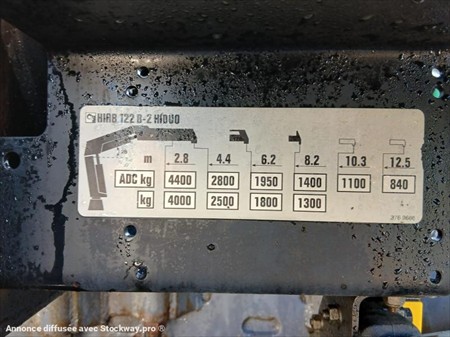 HIAB 122 B-2 HIDUO
m 2.8 4.4 6.2 8.2 10.3 12.5
ADC kg 4400 2800 1950 1400 1100 840
kg 4000 2500 1800 1300
Annonce diffusée avec Stockway.pro ®